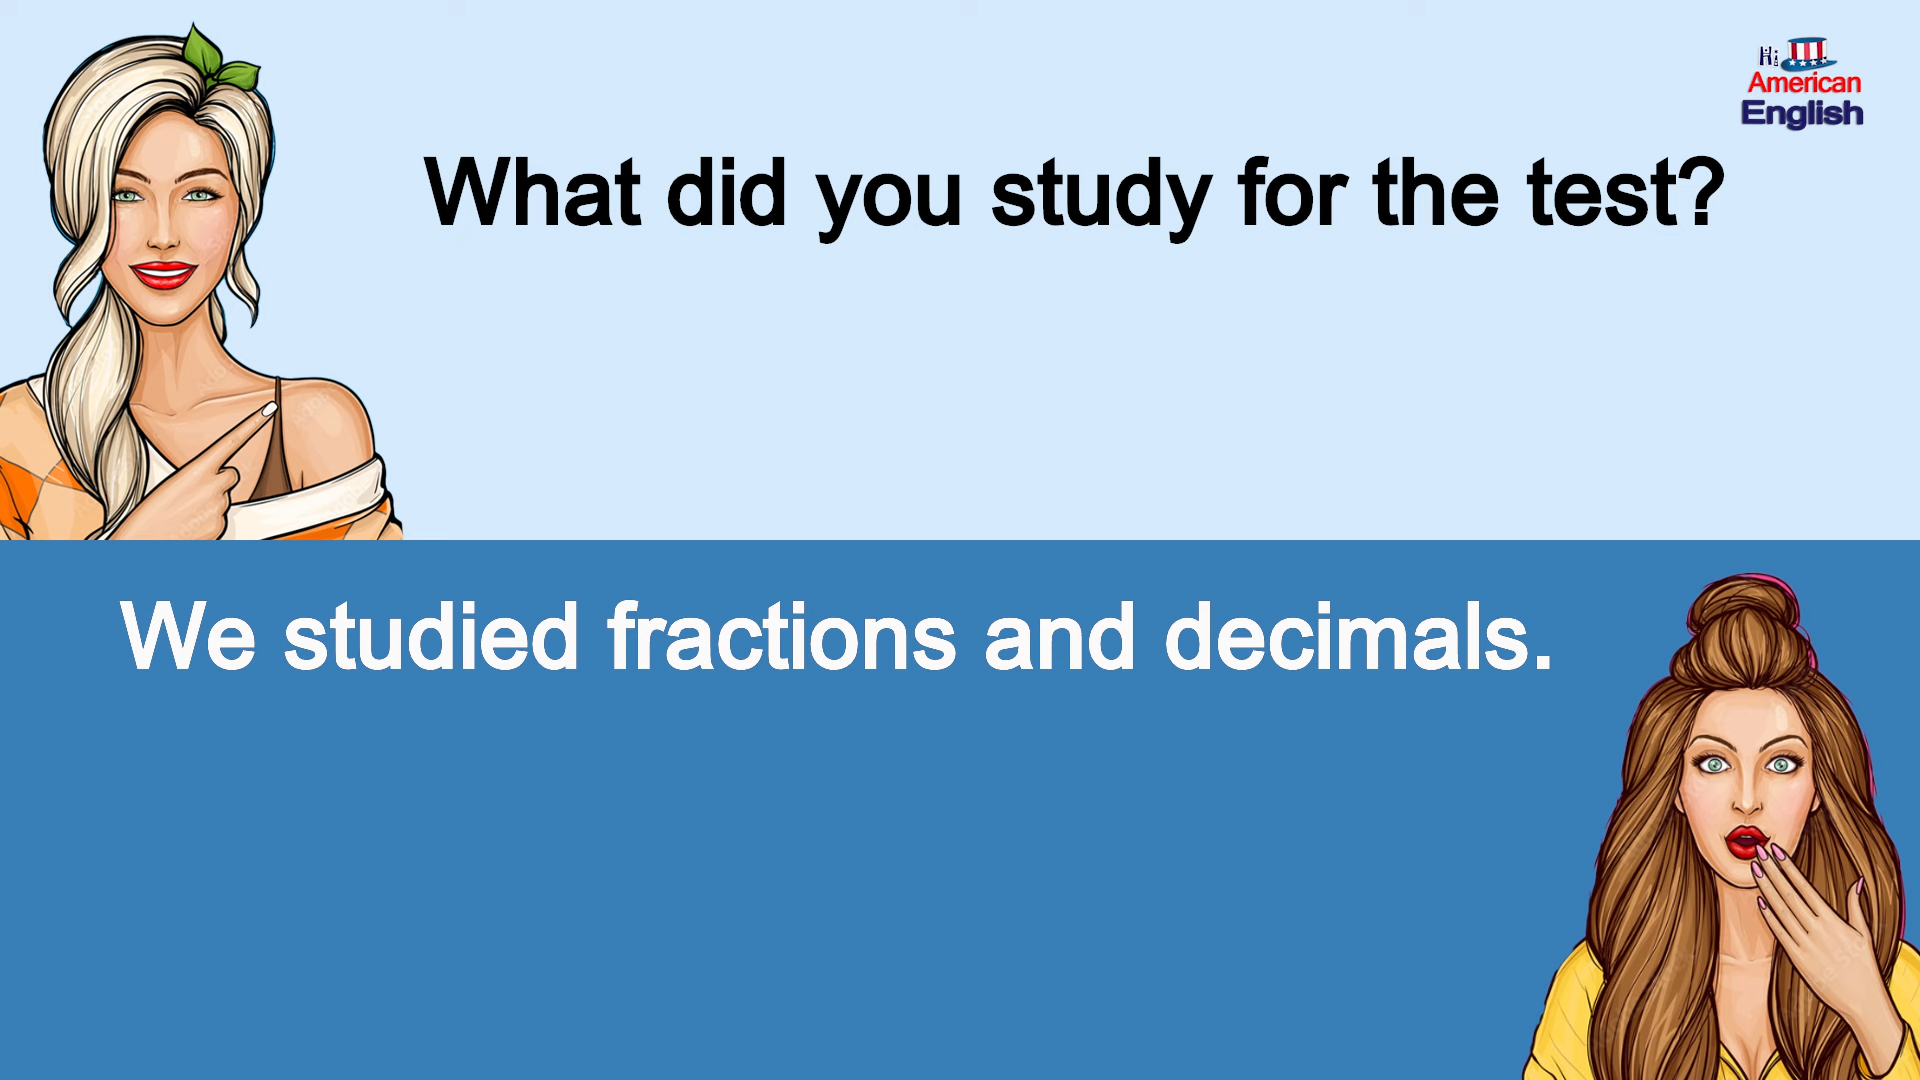 Hi
American
English
What did you study for the test?
We studied fractions and decimals.